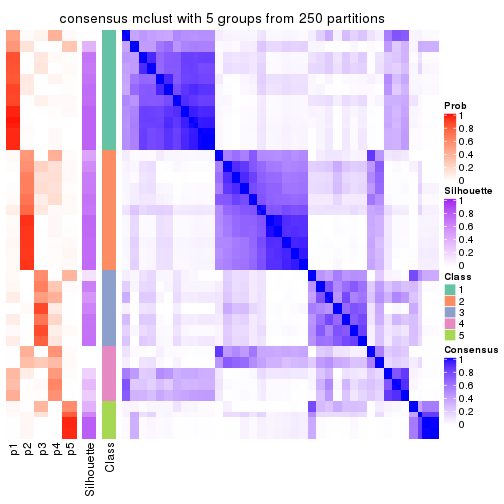 consensus mclust with 5 groups from 250 partitions
Prob
1
0.8
0.6
0.4
0.2
0
Silhouette
1
0.8
0.6
0.4
0.2
0
Class
1
2
3
4
5
Consensus
1
0.8
0.6
0.4
0.2
0
p1
p2
p3
p4
p5
Silhouette
Class